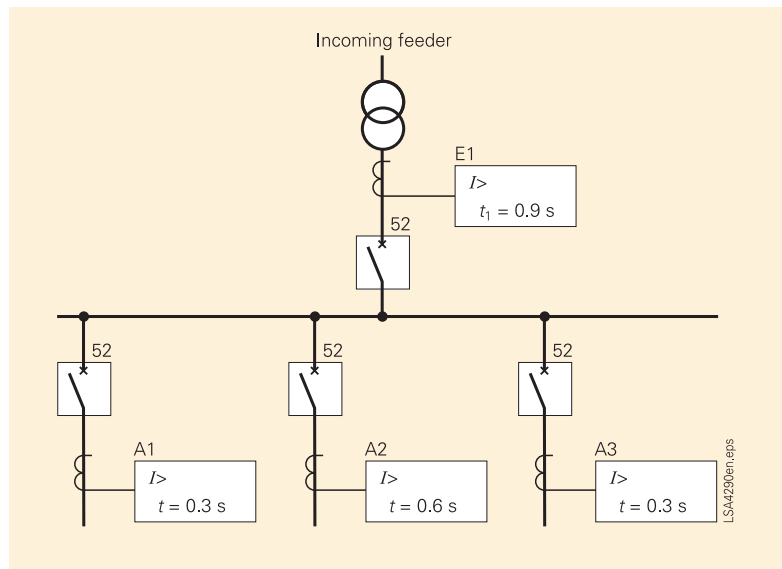 Incoming feeder
E1
I>
t₁ = 0.9 s
52
52
52
52
A1
I>
t = 0.3 s
A2
I>
t = 0.6 s
A3
I>
t = 0.3 s
LSA4290en.eps